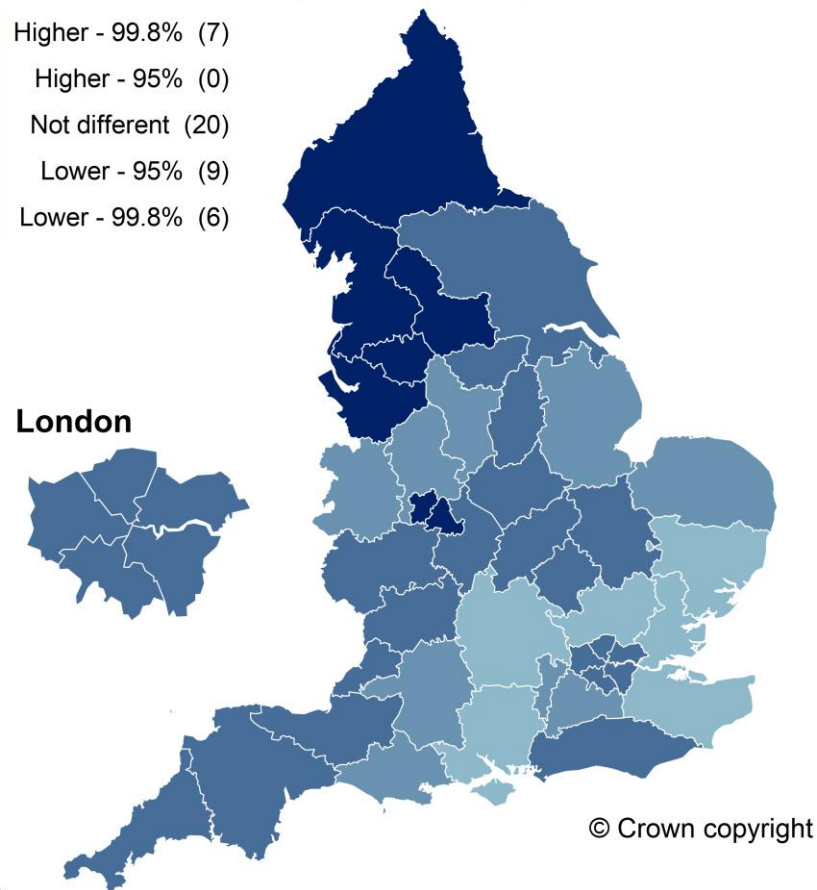 Higher - 99.8% (7)
Higher - 95% (0)
Not different (20)
Lower - 95% (9)
Lower - 99.8% (6)
London
© Crown copyright